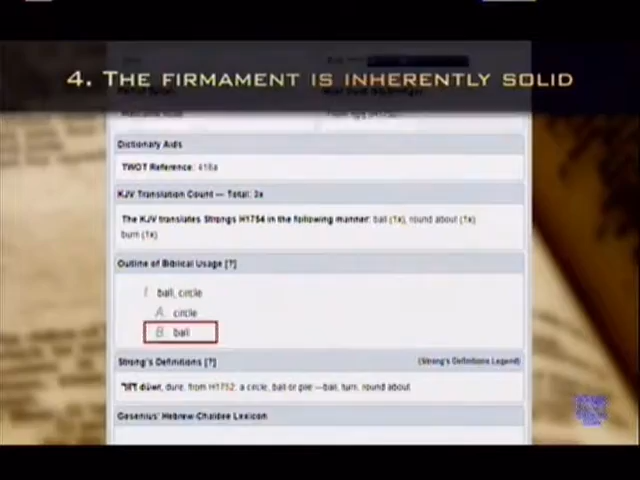 4. THE FIRMAMENT IS INHERENTLY SOLID
Dictionary Aids
TWOT Reference: 418a
KJV Translation Count — Total: 3x
The KJV translates Strongs H1754 in the following manner: ball (1x), round about (1x)
burn (1x)
Outline of Biblical Usage [?]
I. ball, circle
A. circle
B. ball
Strong's Definitions [?] (Strong's Definitions Legend)
דּוּר dûwr, dure; from H1752; a circle, ball or pile —ball, turn, round about.
Gesenius' Hebrew-Chaldee Lexicon